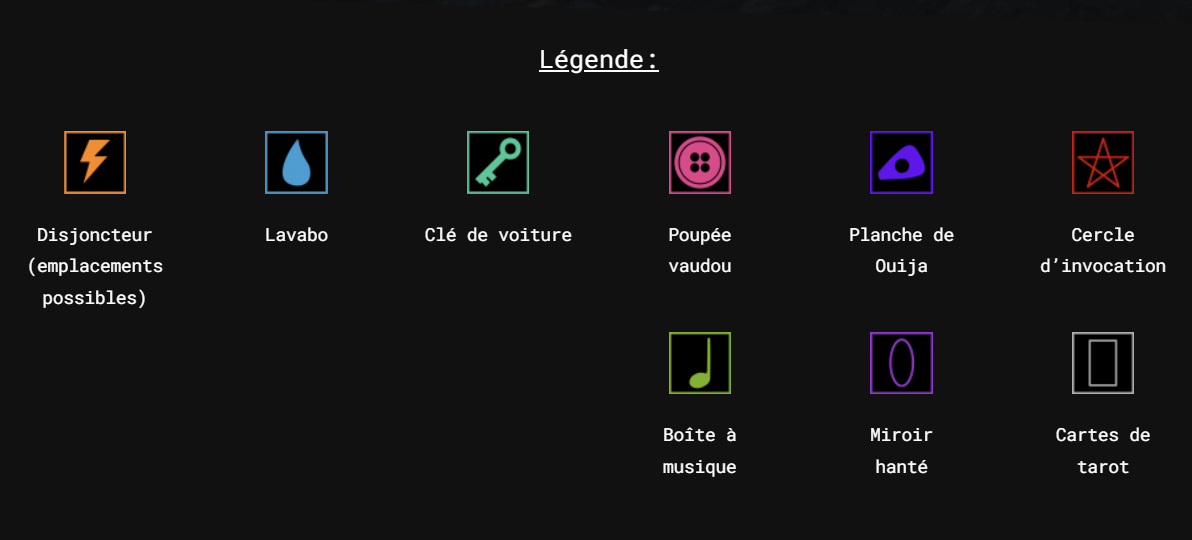 Légende:
Disjoncteur
(emplacements
possibles)
Lavabo
Clé de voiture
Poupée
vaudou
Planche de
Ouija
Cercle
d’invocation
Boîte à
musique
Miroir
hanté
Cartes de
tarot